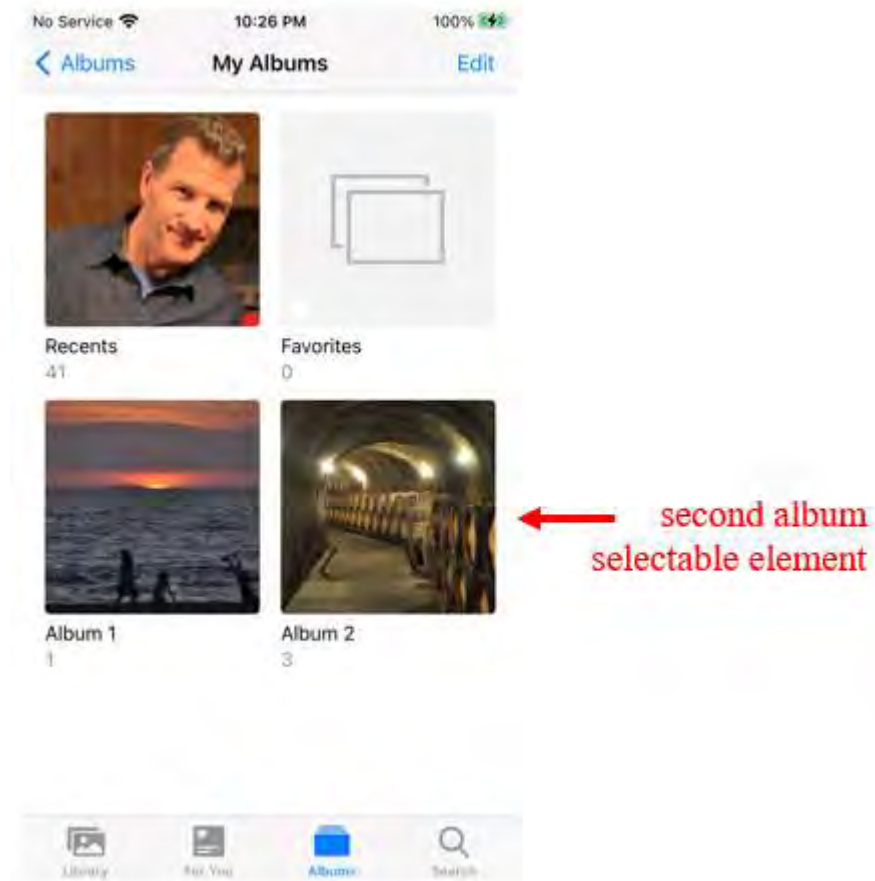 No Service 10:26 PM 100%
Albums My Albums Edit
Recents Favorites
41 0
second album
selectable element
Album 1 Album 2
1 3
Library For You Albums Search